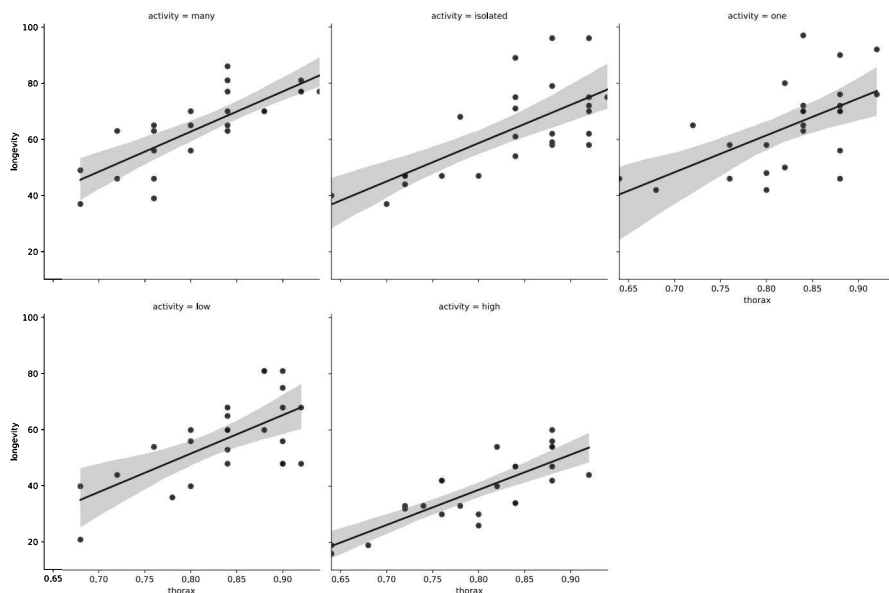 activity = many
activity = isolated
activity = one
100
80
60
40
20
longevity
0.65 0.70 0.75 0.80 0.85 0.90
thorax
activity = low
activity = high
100
80
60
40
20
longevity
0.65 0.70 0.75 0.80 0.85 0.90
thorax
0.65 0.70 0.75 0.80 0.85 0.90
thorax